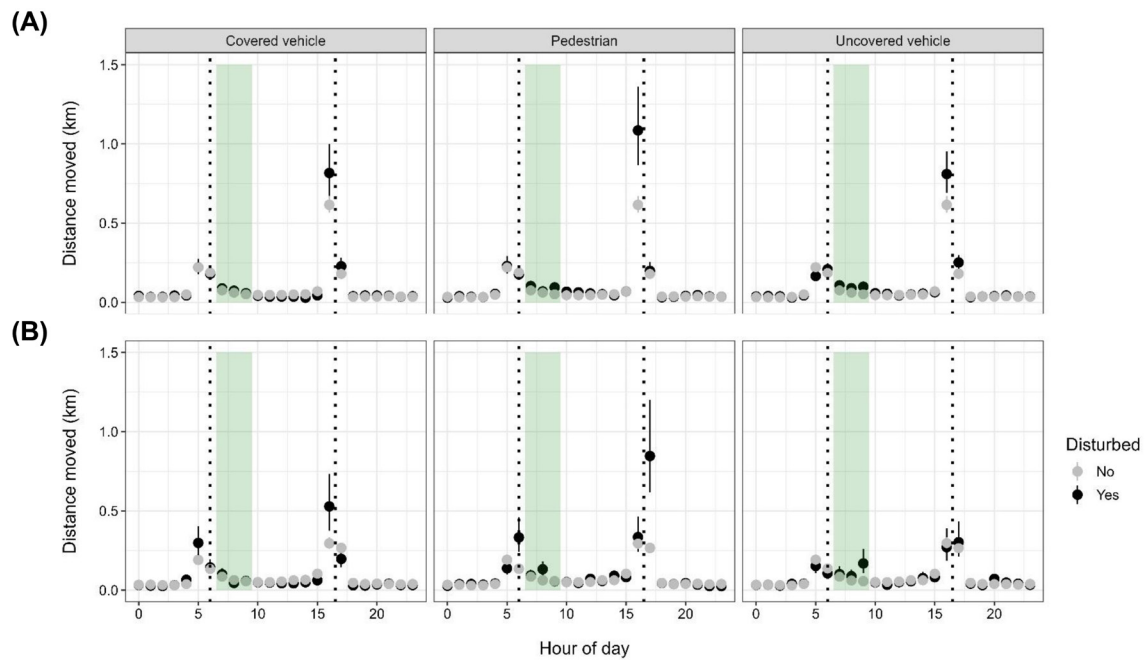 (A)
Covered vehicle
Pedestrian
Uncovered vehicle
1.5
1.0
0.5
0.0
Distance moved (km)
(B)
1.5
1.0
0.5
0.0
Distance moved (km)
0 5 10 15 20
0 5 10 15 20
0 5 10 15 20
Hour of day
Disturbed
No
Yes